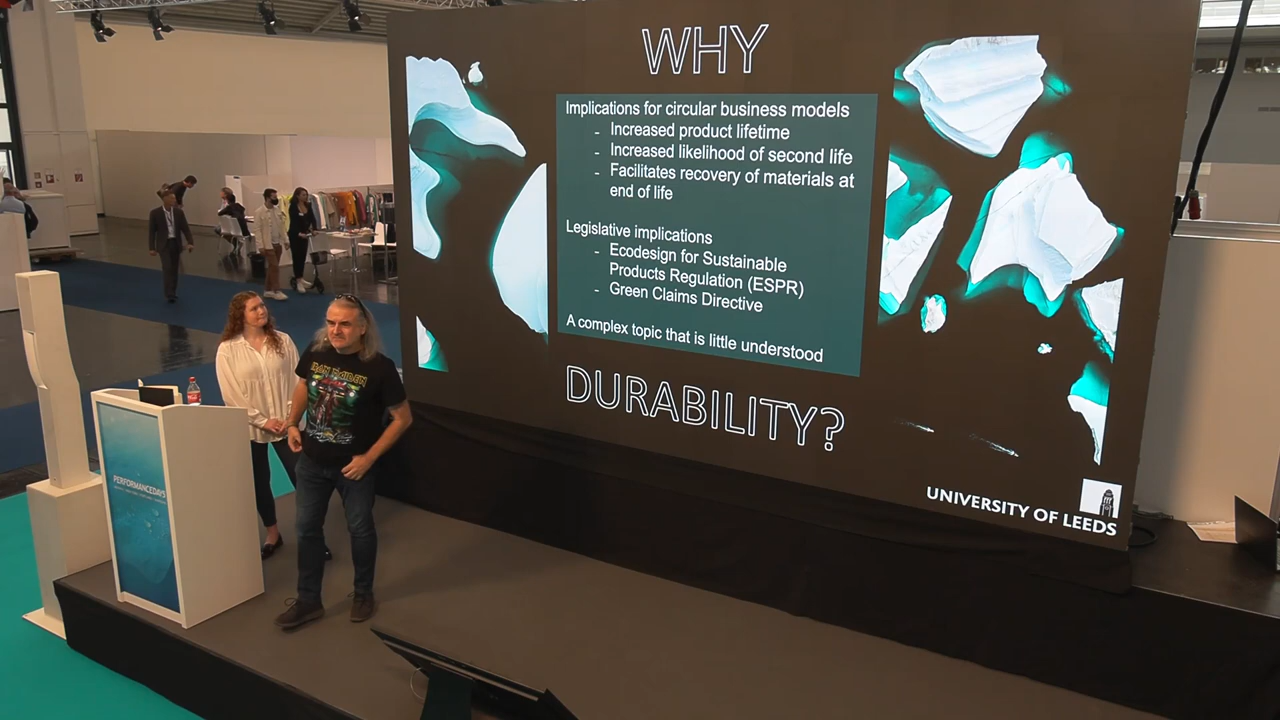 WHY
Implications for circular business models
- Increased product lifetime
- Increased likelihood of second life
- Facilitates recovery of materials at
end of life
Legislative implications
- Ecodesign for Sustainable
Products Regulation (ESPR)
- Green Claims Directive
A complex topic that is little understood
DURABILITY?
UNIVERSITY OF LEEDS
IRON MAIDEN
PERFORMANCEDAYS